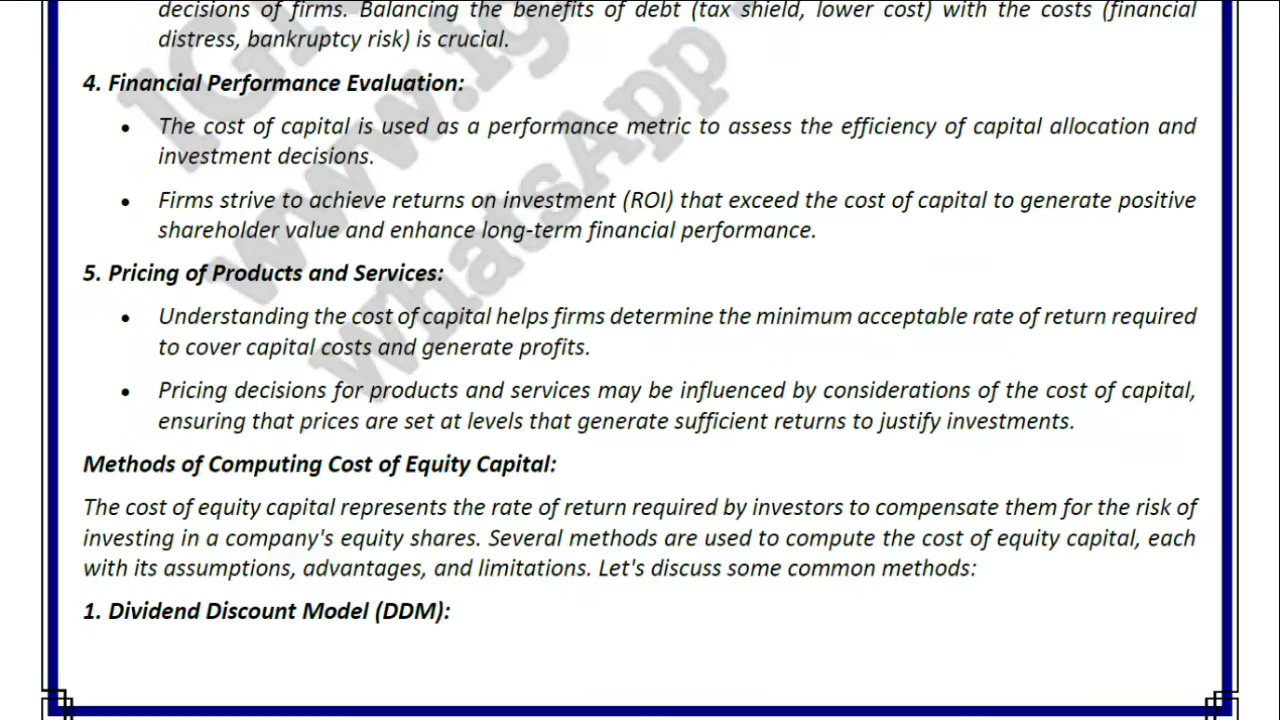 decisions of firms. Balancing the benefits of debt (tax shield, lower cost) with the costs (financial
distress, bankruptcy risk) is crucial.
4. Financial Performance Evaluation:
• The cost of capital is used as a performance metric to assess the efficiency of capital allocation and
investment decisions.
• Firms strive to achieve returns on investment (ROI) that exceed the cost of capital to generate positive
shareholder value and enhance long-term financial performance.
5. Pricing of Products and Services:
• Understanding the cost of capital helps firms determine the minimum acceptable rate of return required
to cover capital costs and generate profits.
• Pricing decisions for products and services may be influenced by considerations of the cost of capital,
ensuring that prices are set at levels that generate sufficient returns to justify investments.
Methods of Computing Cost of Equity Capital:
The cost of equity capital represents the rate of return required by investors to compensate them for the risk of
investing in a company's equity shares. Several methods are used to compute the cost of equity capital, each
with its assumptions, advantages, and limitations. Let's discuss some common methods:
1. Dividend Discount Model (DDM):
WhatsApp